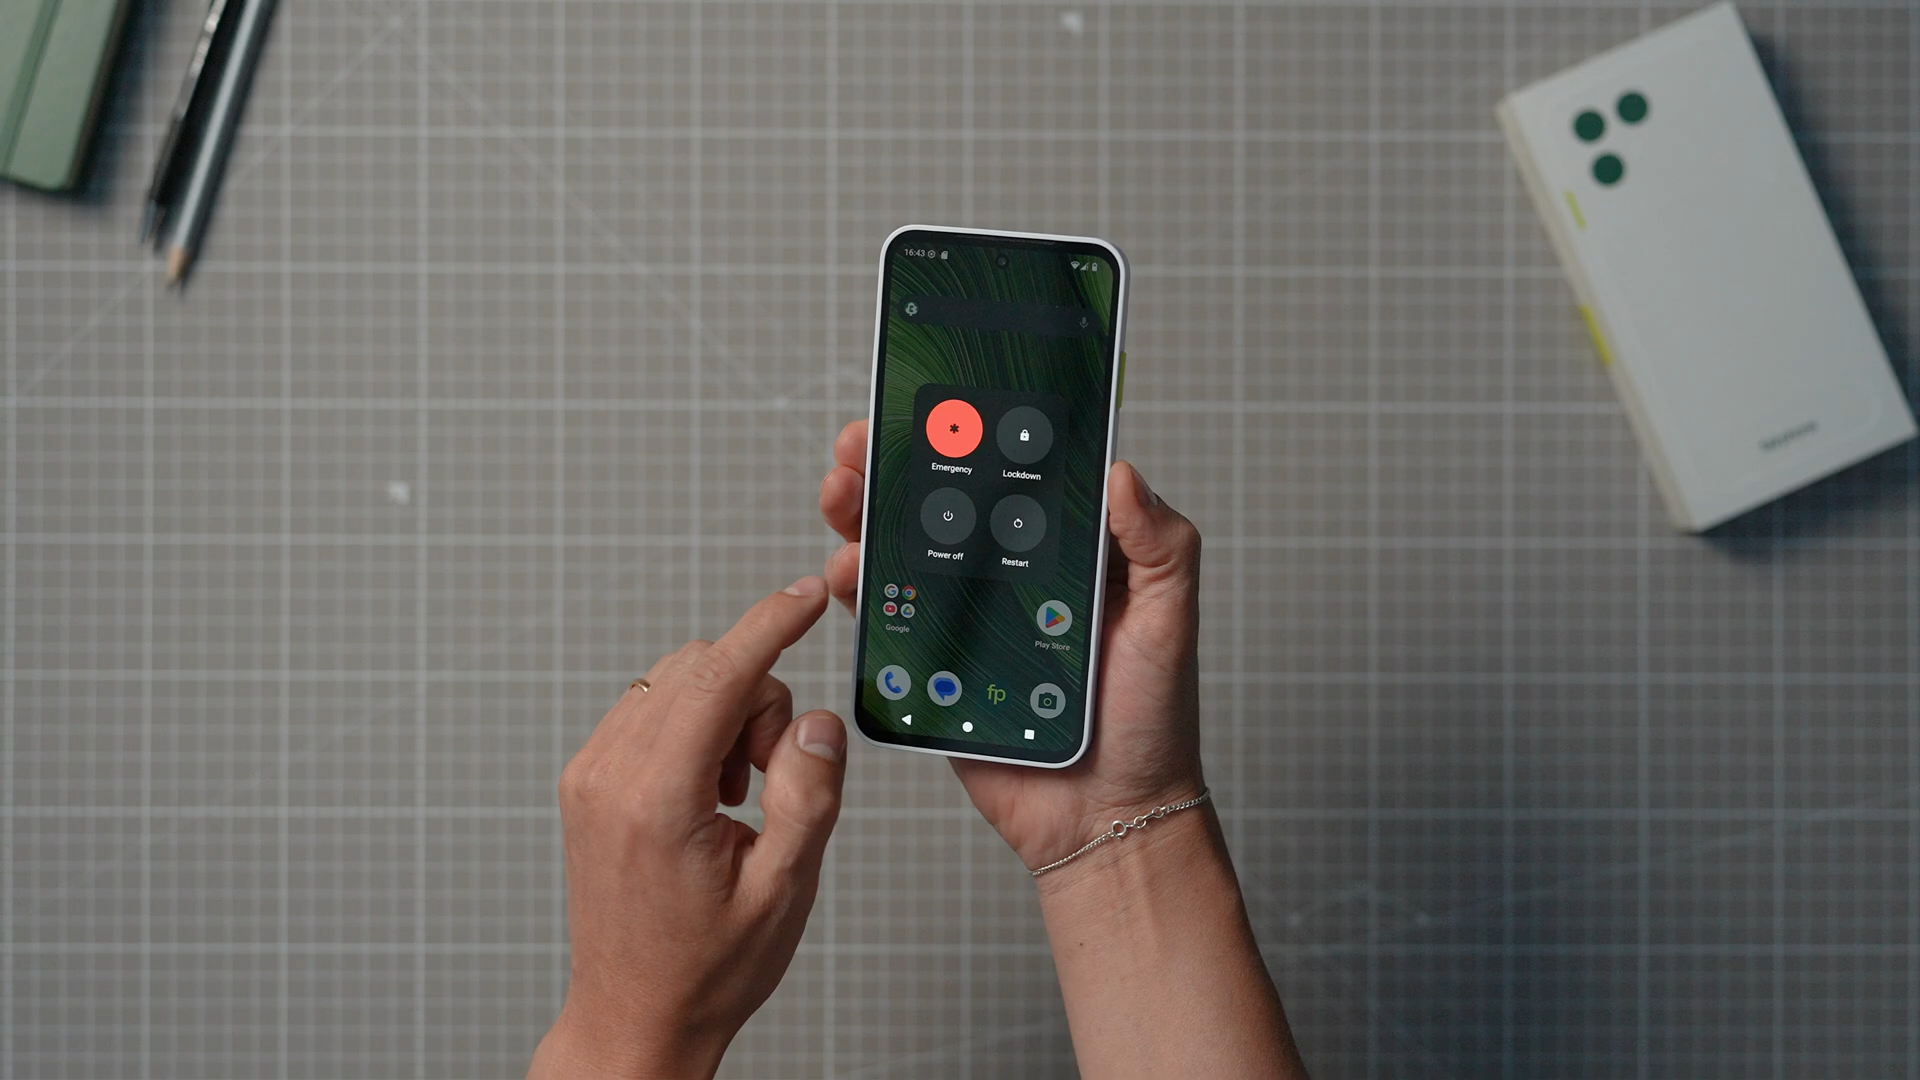 16:43
Emergency
Lockdown
Power off
Restart
Google
Play Store
fp